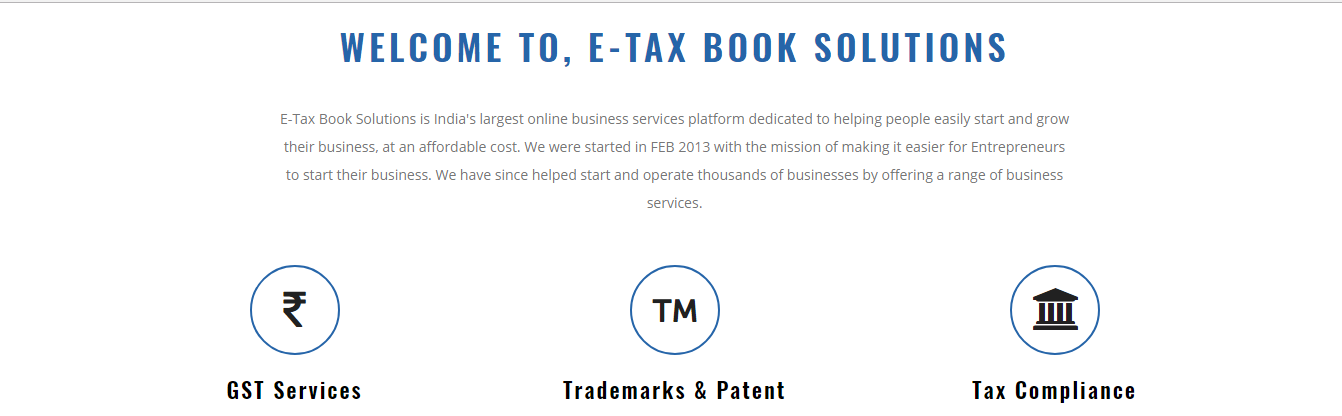 WELCOME TO, E-TAX BOOK SOLUTIONS
E-Tax Book Solutions is India's largest online business services platform dedicated to helping people easily start and grow
their business, at an affordable cost. We were started in FEB 2013 with the mission of making it easier for Entrepreneurs
to start their business. We have since helped start and operate thousands of businesses by offering a range of business
services.
₹ TM
GST Services Trademarks & Patent Tax Compliance